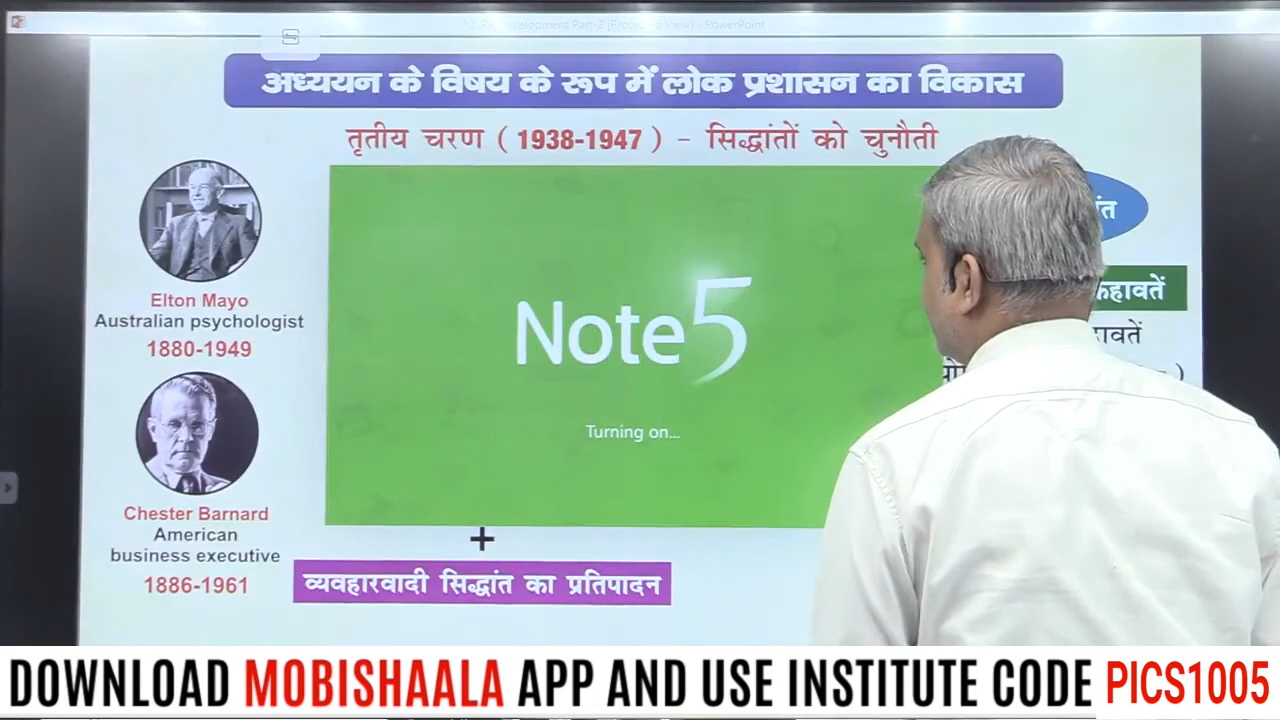 अध्ययन के विषय के रूप में लोक प्रशासन का विकास
तृतीय चरण ( 1938-1947 ) - सिद्धांतों को चुनौती
Elton Mayo
Australian psychologist
1880-1949
Note5
Turning on...
Chester Barnard
American
business executive
1886-1961
+
व्यवहारवादी सिद्धांत का प्रतिपादन
DOWNLOAD MOBISHAALA APP AND USE INSTITUTE CODE PICS1005